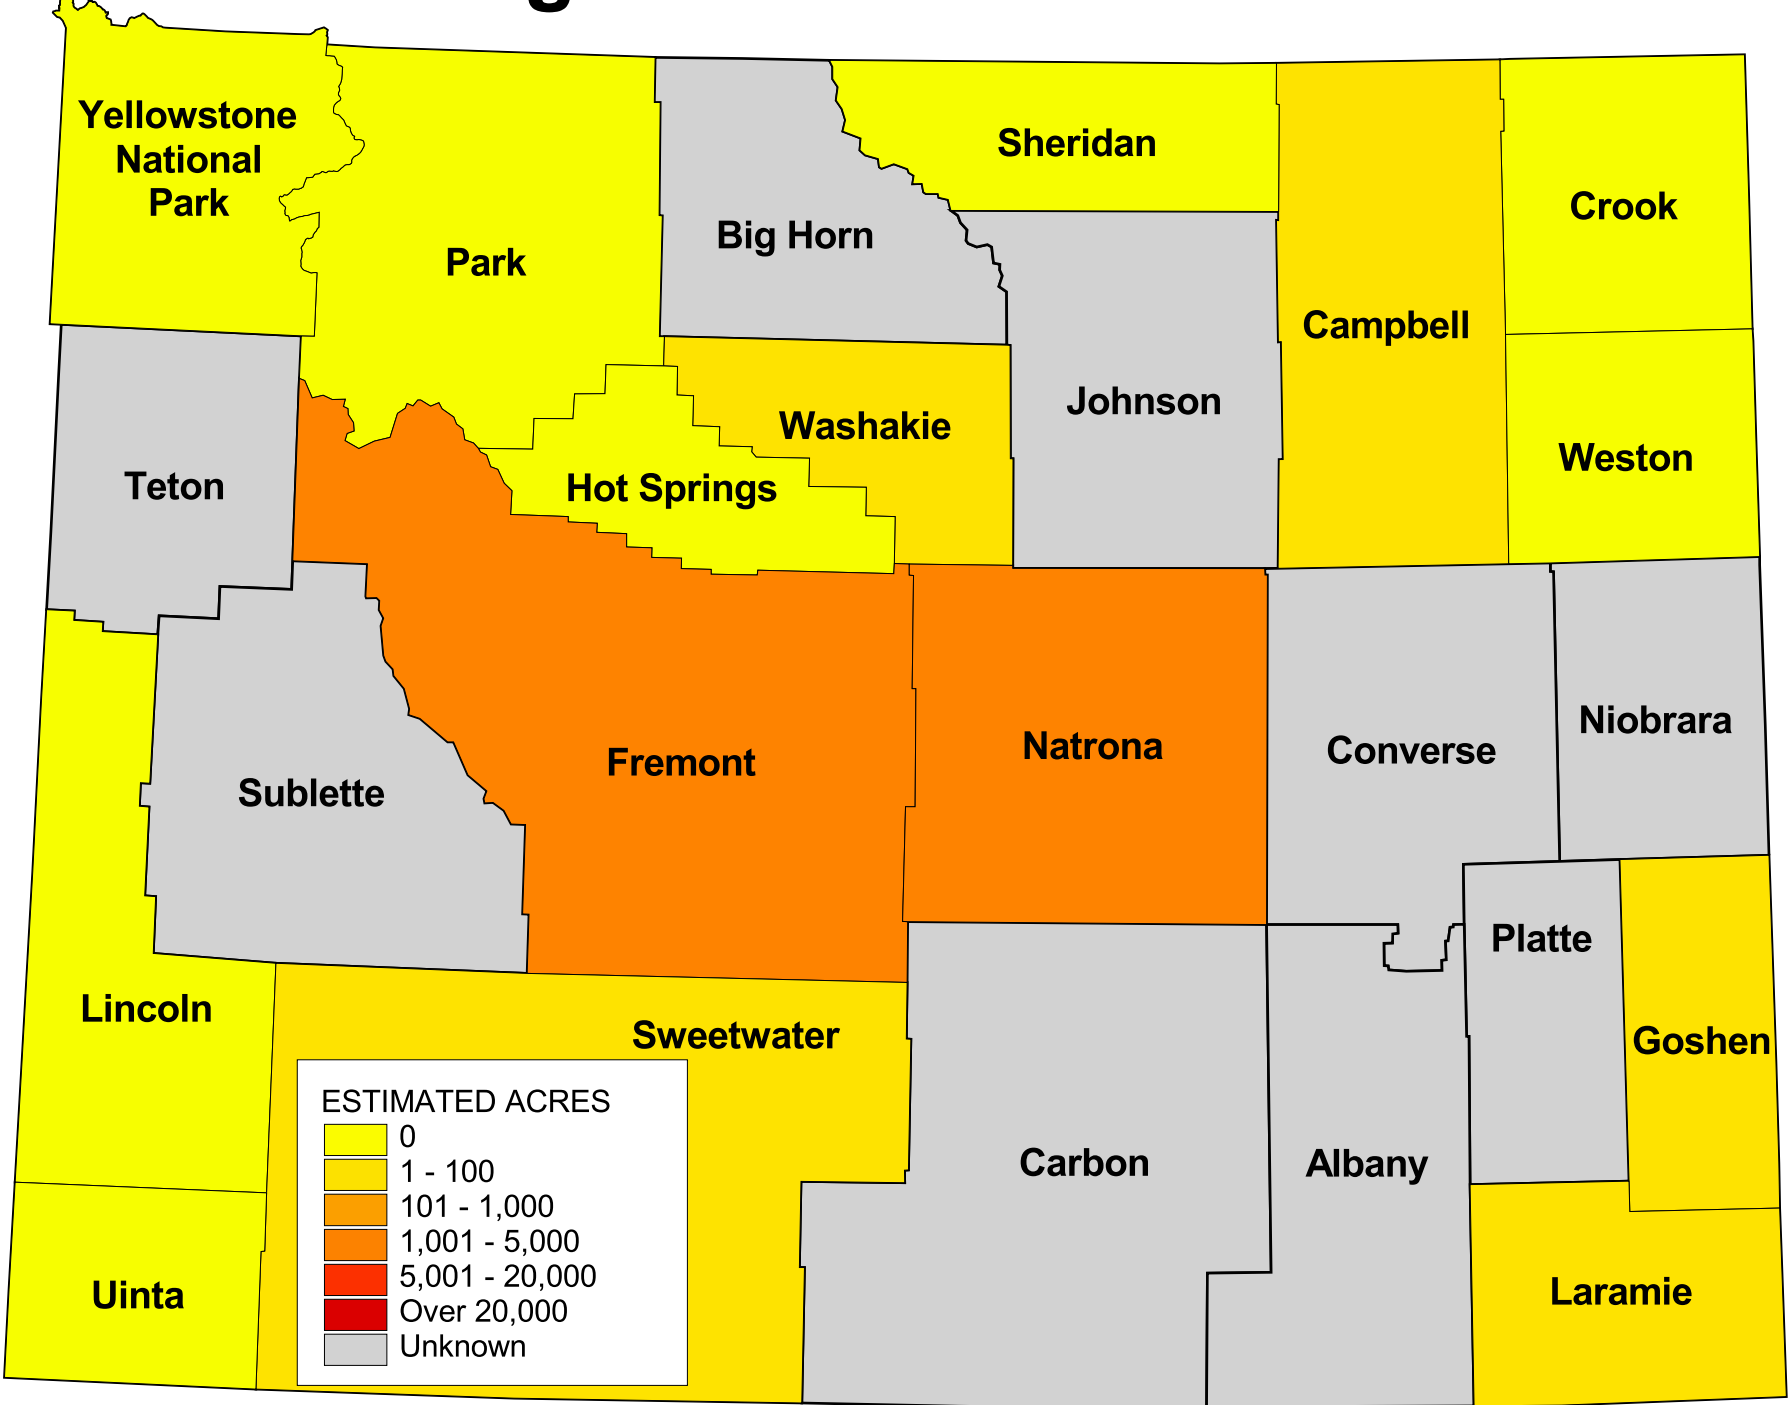 Yellowstone
National
Park
Park
Big Horn
Sheridan
Crook
Campbell
Johnson
Washakie
Weston
Teton
Hot Springs
Niobrara
Natrona
Converse
Fremont
Sublette
Platte
Lincoln
Sweetwater
Goshen
Carbon
Albany
Uinta
Laramie
ESTIMATED ACRES
0
1 - 100
101 - 1,000
1,001 - 5,000
5,001 - 20,000
Over 20,000
Unknown